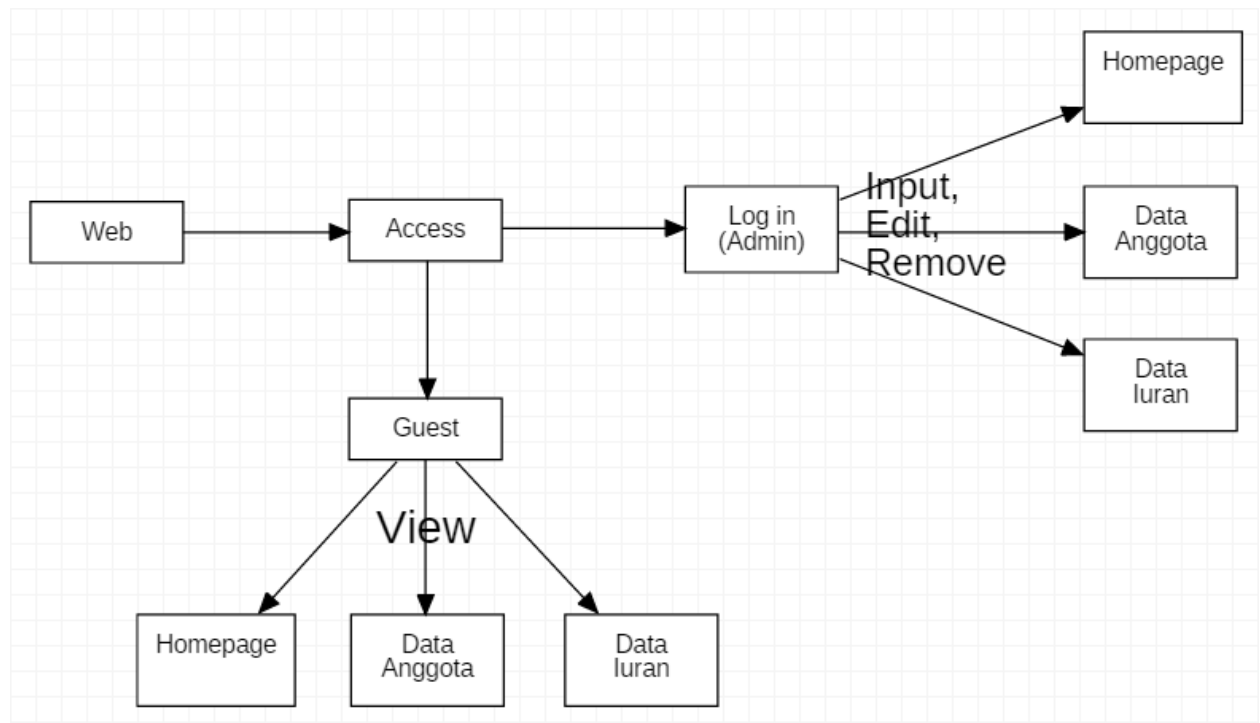 Homepage
Web
Access
Log in
(Admin)
Input,
Edit,
Remove
Data
Anggota
Data
Iuran
Guest
View
Homepage
Data
Anggota
Data
Iuran